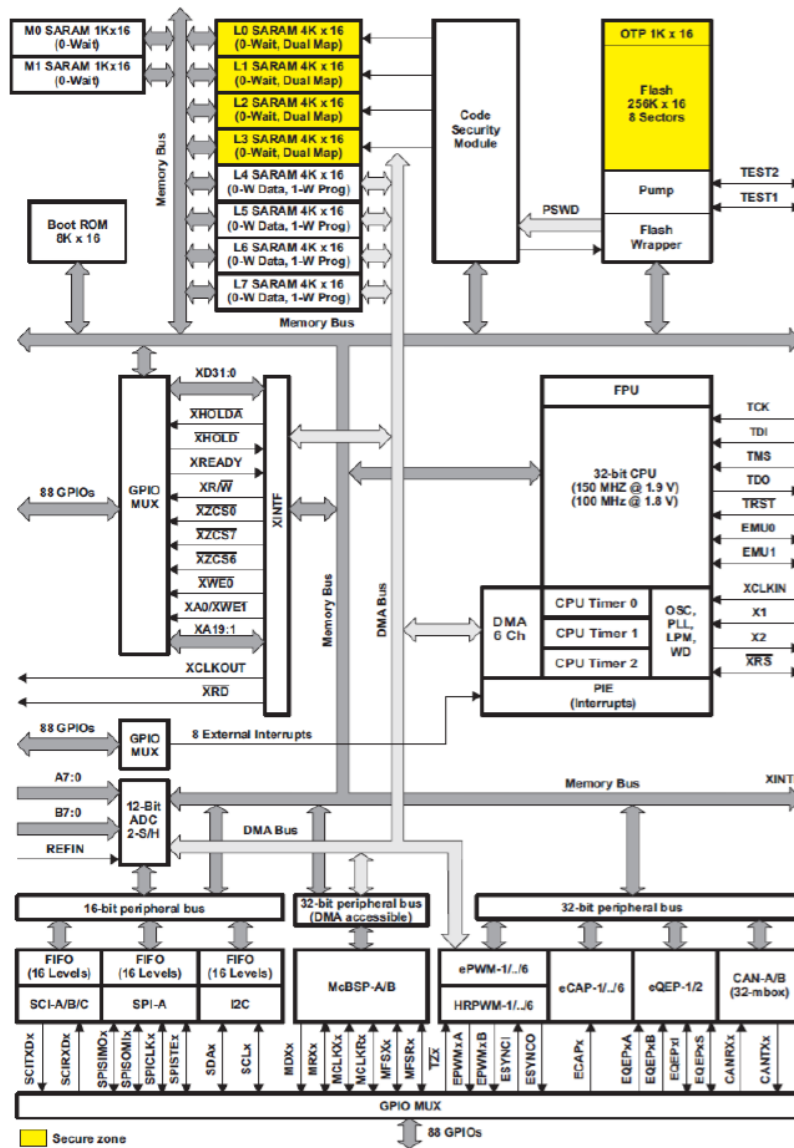 M0 SARAM 1Kx16
(0-Wait)
M1 SARAM 1Kx16
(0-Wait)
L0 SARAM 4K x 16
(0-Wait, Dual Map)
L1 SARAM 4K x 16
(0-Wait, Dual Map)
L2 SARAM 4K x 16
(0-Wait, Dual Map)
L3 SARAM 4K x 16
(0-Wait, Dual Map)
L4 SARAM 4K x 16
(0-W Data, 1-W Prog)
L5 SARAM 4K x 16
(0-W Data, 1-W Prog)
L6 SARAM 4K x 16
(0-W Data, 1-W Prog)
L7 SARAM 4K x 16
(0-W Data, 1-W Prog)
Memory Bus
Boot ROM
8K x 16
Code
Security
Module
OTP 1K x 16
Flash
256K x 16
8 Sectors
Pump
Flash
Wrapper
PSWD
TEST2
TEST1
Memory Bus
88 GPIOs
GPIO
MUX
XD31:0
XHOLDA
XHOLD
XREADY
XR/W
XZCS0
XZCS7
XZCS6
XWE0
XA0/XWE1
XA19:1
XCLKOUT
XRD
XINTF
Memory Bus
DMA Bus
FPU
32-bit CPU
(150 MHZ @ 1.9 V)
(100 MHz @ 1.8 V)
TCK
TDI
TMS
TDO
TRST
EMU0
EMU1
DMA
6 Ch
CPU Timer 0
CPU Timer 1
CPU Timer 2
OSC,
PLL,
LPM,
WD
XCLKIN
X1
X2
XRS
PIE
(Interrupts)
88 GPIOs
GPIO
MUX
8 External Interrupts
A7:0
B7:0
REFIN
12-Bit
ADC
2-S/H
Memory Bus
XINT
DMA Bus
16-bit peripheral bus
32-bit peripheral bus
(DMA accessible)
32-bit peripheral bus
FIFO
(16 Levels)
SCI-A/B/C
FIFO
(16 Levels)
SPI-A
FIFO
(16 Levels)
I2C
McBSP-A/B
ePWM-1/../6
HRPWM-1/../6
eCAP-1/../6
eQEP-1/2
CAN-A/B
(32-mbox)
SCITXDx
SCIRXDx
SPISIMOx
SPISOMIx
SPICLKx
SPISTEx
SDAx
SCLx
MDXx
MRXx
MCLKXx
MCLKRx
MFSXx
MFSRx
TZx
EPWMxA
EPWMxB
ESYNCI
ESYNCO
ECAPx
EQEPxA
EQEPxB
EQEPxI
EQEPxS
CANRXx
CANTXx
GPIO MUX
Secure zone
88 GPIOs